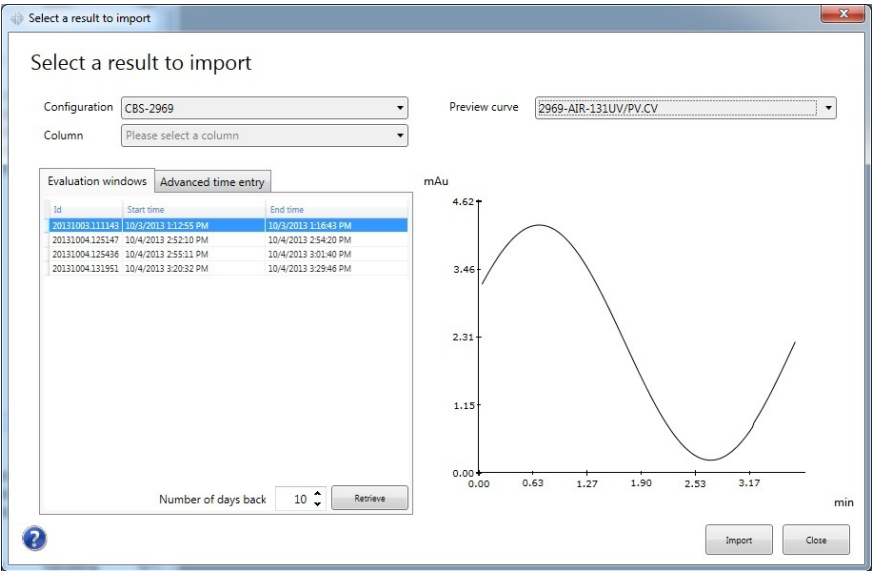 Select a result to import
Select a result to import
Configuration CBS-2969
Column Please select a column
Preview curve 2969-AIR-131UV/PV.CV
Evaluation windows Advanced time entry
Id Start time End time
20131003.111143 10/3/2013 1:12:55 PM 10/3/2013 1:16:43 PM
20131004.125147 10/4/2013 2:52:10 PM 10/4/2013 2:54:20 PM
20131004.125436 10/4/2013 2:55:11 PM 10/4/2013 3:01:40 PM
20131004.131951 10/4/2013 3:20:32 PM 10/4/2013 3:29:46 PM
Number of days back 10 Retrieve
mAu
4.62
3.46
2.31
1.15
0.00
0.00 0.63 1.27 1.90 2.53 3.17
min
Import Close